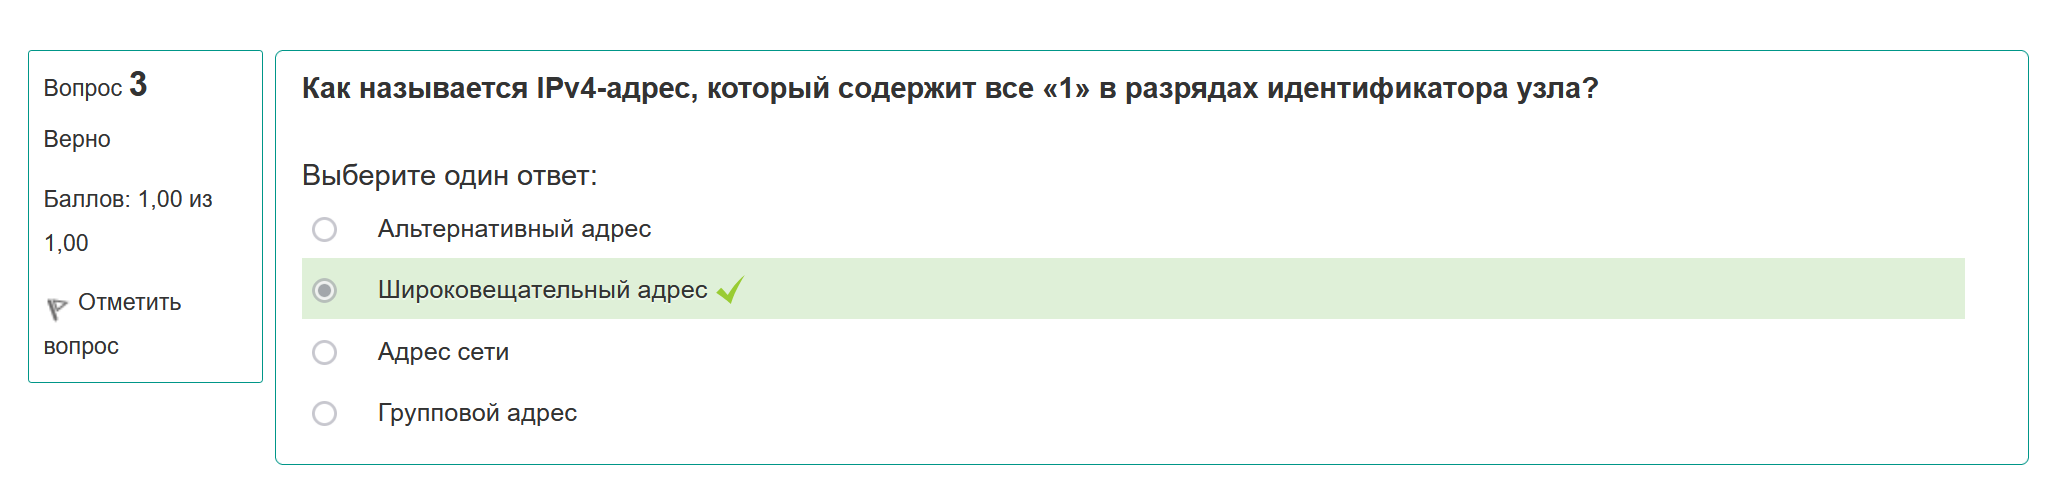 Вопрос 3
Верно
Баллов: 1,00 из
1,00
Отметить
вопрос
Как называется IPv4-адрес, который содержит все «1» в разрядах идентификатора узла?
Выберите один ответ:
Альтернативный адрес
Широковещательный адрес
Адрес сети
Групповой адрес